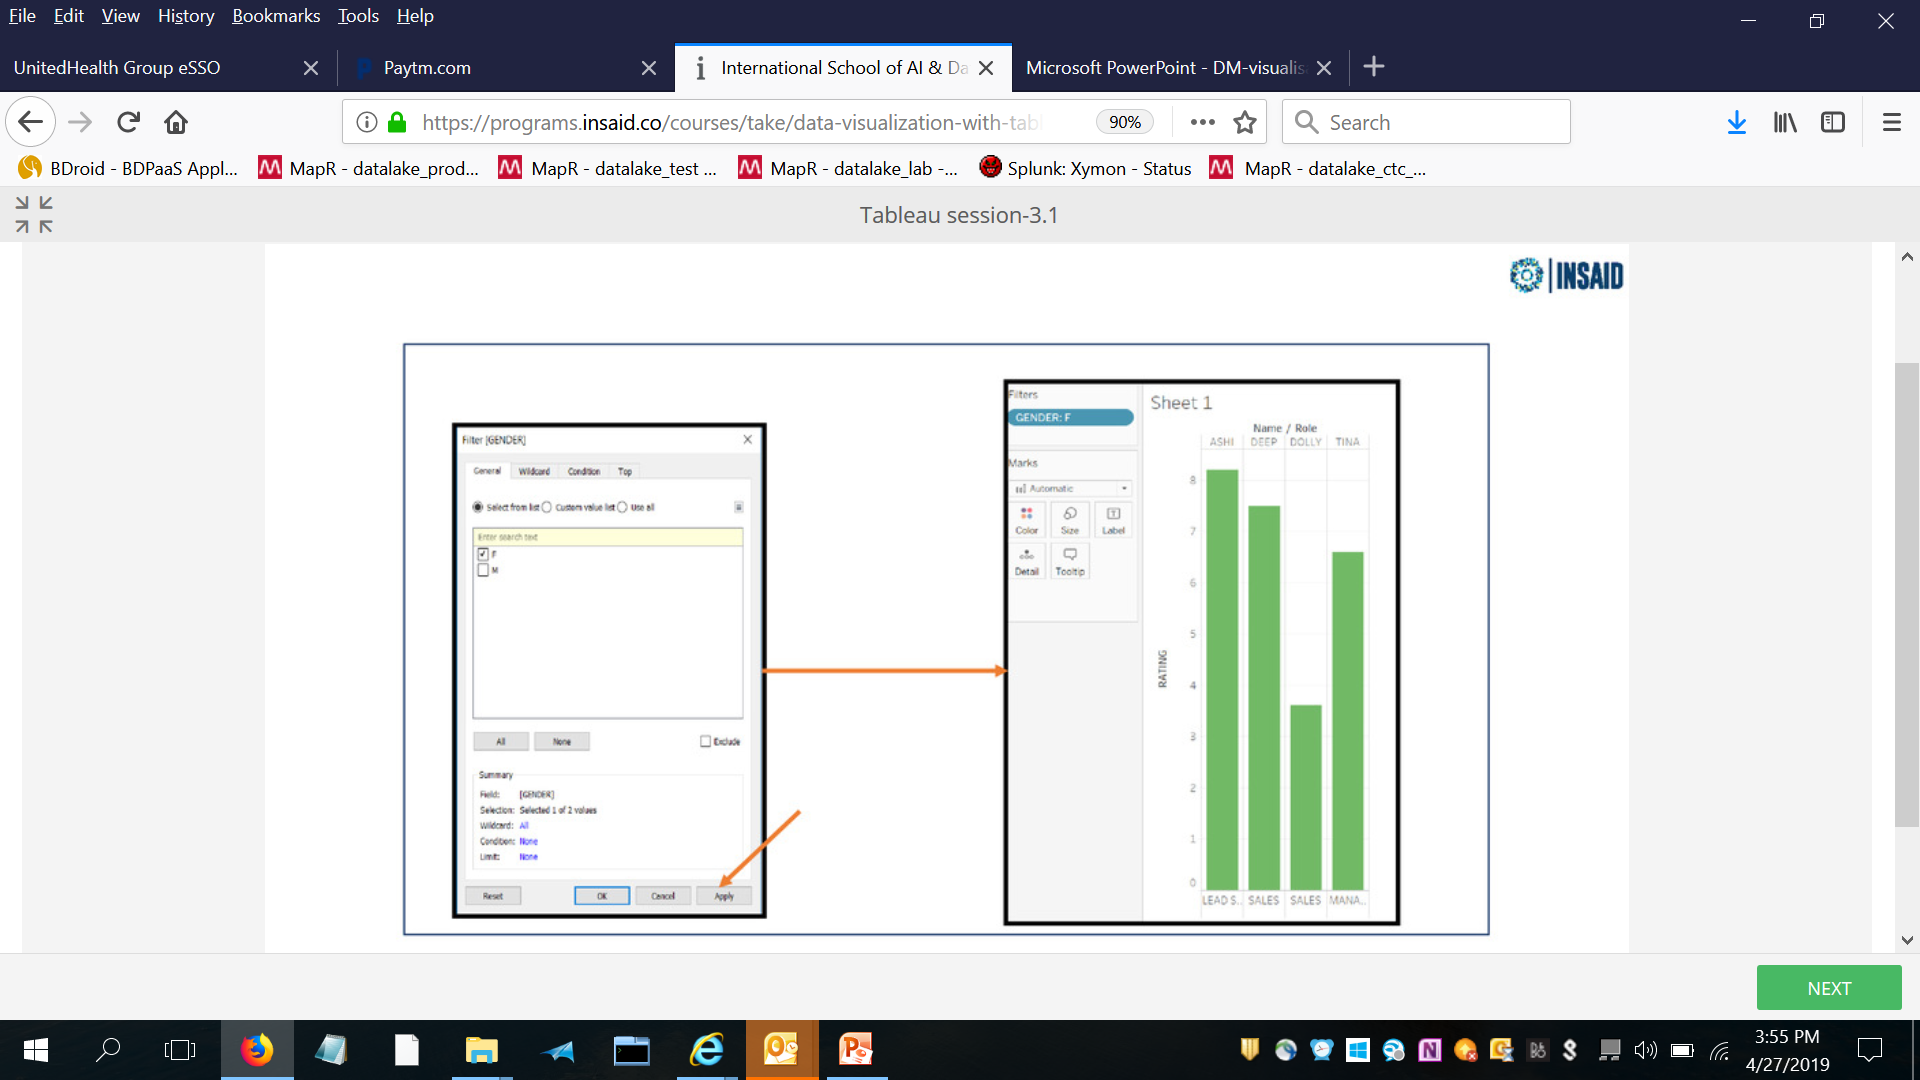 File Edit View History Bookmarks Tools Help
UnitedHealth Group eSSO
Paytm.com
International School of AI & Da
Microsoft PowerPoint - DM-visualis
https://programs.insaid.co/courses/take/data-visualization-with-tabl
90%
Search
BDroid - BDPaaS Appl...
MapR - datalake_prod...
MapR - datalake_test ...
MapR - datalake_lab -...
Splunk: Xymon - Status
MapR - datalake_ctc_...
Tableau session-3.1
INSAID
Filter [GENDER]
General Wildcard Condition Top
Select from list Custom value list Use all
Enter search text
F
M
All None Exclude
Summary
Field: [GENDER]
Selection: Selected 1 of 2 values
Wildcard: All
Condition: None
Limit: None
Reset OK Cancel Apply
Filters
GENDER: F
Marks
Automatic
Color Size Label
Detail Tooltip
Sheet 1
Name / Role
ASHI DEEP DOLLY TINA
8
7
6
5
4
3
2
1
0
RATING
LEAD S.. SALES SALES MANA..
NEXT
3:55 PM
4/27/2019